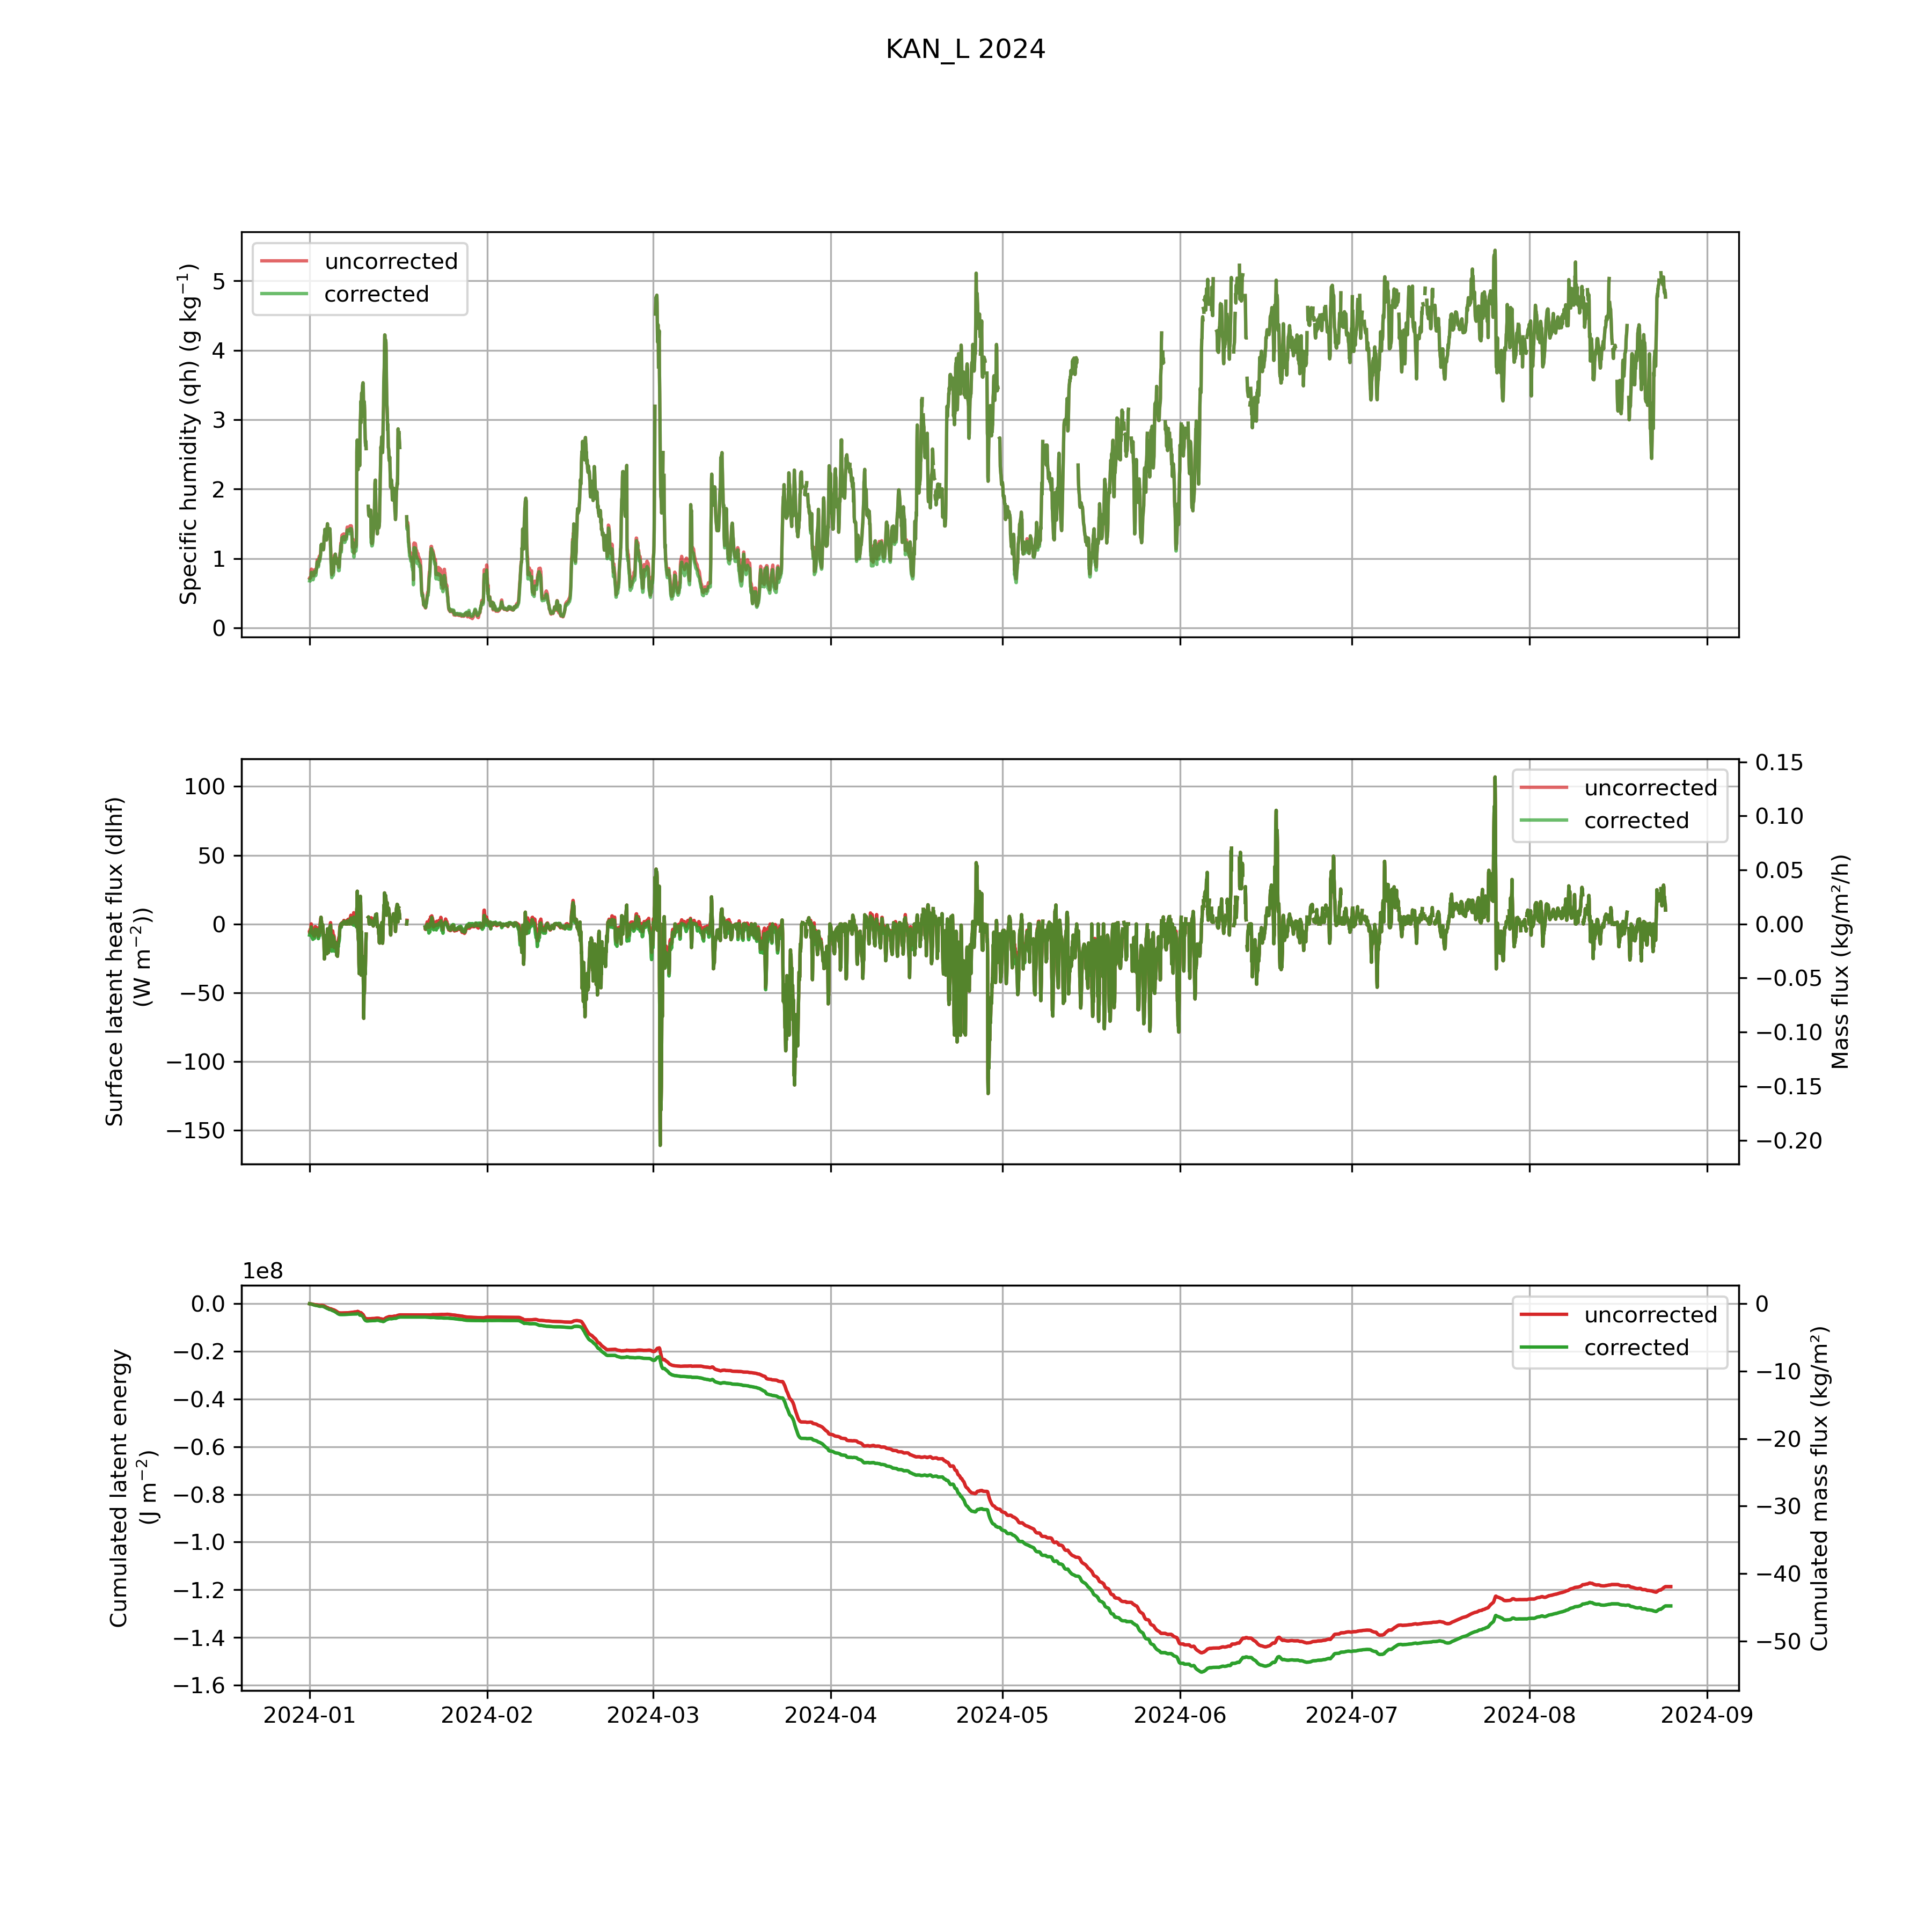 KAN_L 2024
Specific humidity (qh) (g kg⁻¹)
5
4
3
2
1
0
uncorrected
corrected
Surface latent heat flux (dlhf)
(W m⁻²))
100
50
0
−50
−100
−150
uncorrected
corrected
0.15
0.10
0.05
0.00
−0.05
−0.10
−0.15
−0.20
Mass flux (kg/m²/h)
1e8
Cumulated latent energy
(J m⁻²)
0.0
−0.2
−0.4
−0.6
−0.8
−1.0
−1.2
−1.4
−1.6
uncorrected
corrected
0
−10
−20
−30
−40
−50
Cumulated mass flux (kg/m²)
2024-01 2024-02 2024-03 2024-04 2024-05 2024-06 2024-07 2024-08 2024-09